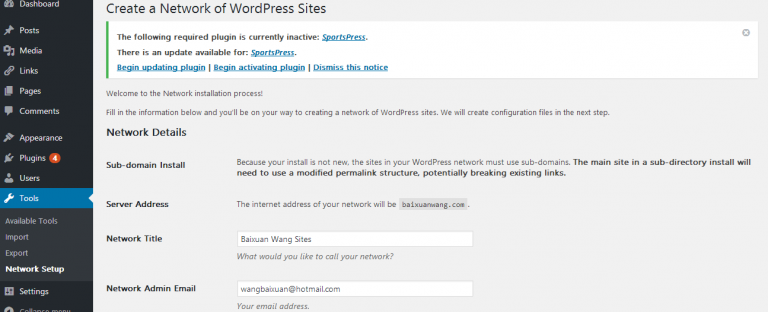 Dashboard
Posts
Media
Links
Pages
Comments
Appearance
Plugins 4
Users
Tools
Available Tools
Import
Export
Network Setup
Settings
Collapse menu
Create a Network of WordPress Sites
The following required plugin is currently inactive: SportsPress.
There is an update available for: SportsPress.
Begin updating plugin | Begin activating plugin | Dismiss this notice
Welcome to the Network installation process!
Fill in the information below and you'll be on your way to creating a network of WordPress sites. We will create configuration files in the next step.
Network Details
Sub-domain Install
Because your install is not new, the sites in your WordPress network must use sub-domains. The main site in a sub-directory install will
need to use a modified permalink structure, potentially breaking existing links.
Server Address
The internet address of your network will be baixuanwang.com.
Network Title
Baixuan Wang Sites
What would you like to call your network?
Network Admin Email
wangbaixuan@hotmail.com
Your email address.